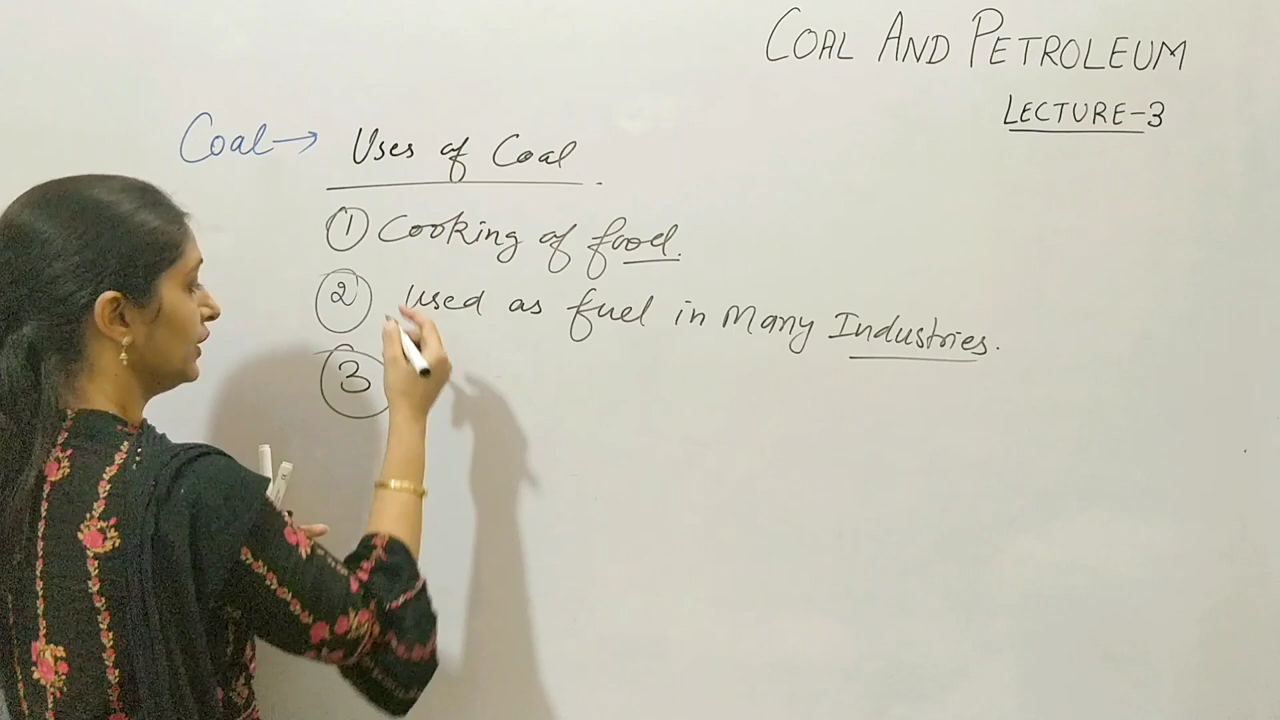 COAL AND PETROLEUM
LECTURE-3
Coal→ Uses of Coal
① Cooking of food.
② Used as fuel in Many Industries.
③